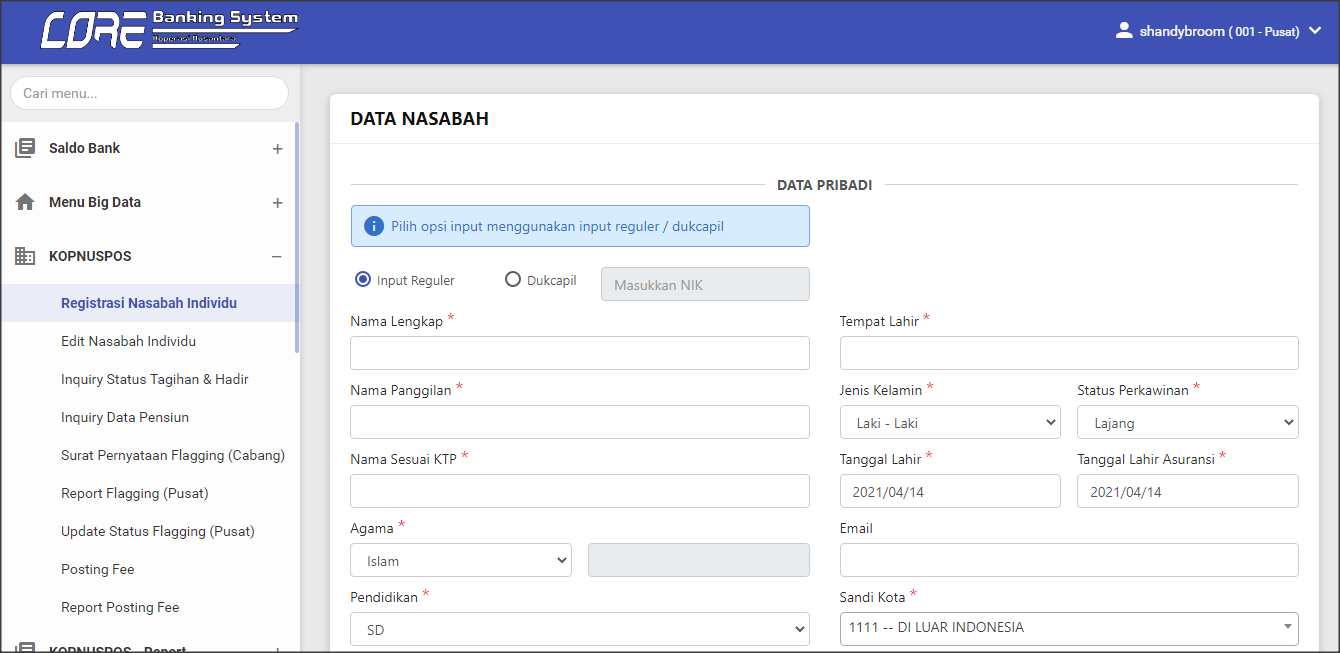 CORE Banking System
Koperasi Nusantara
shandybroom ( 001 - Pusat)
Cari menu...
Saldo Bank +
Menu Big Data +
KOPNUSPOS −
Registrasi Nasabah Individu
Edit Nasabah Individu
Inquiry Status Tagihan & Hadir
Inquiry Data Pensiun
Surat Pernyataan Flagging (Cabang)
Report Flagging (Pusat)
Update Status Flagging (Pusat)
Posting Fee
Report Posting Fee
KOPNUSPOS - Report +
DATA NASABAH
DATA PRIBADI
Pilih opsi input menggunakan input reguler / dukcapil
Input Reguler Dukcapil Masukkan NIK
Nama Lengkap * Tempat Lahir *
Nama Panggilan * Jenis Kelamin * Status Perkawinan *
Laki - Laki Lajang
Nama Sesuai KTP * Tanggal Lahir * Tanggal Lahir Asuransi *
2021/04/14 2021/04/14
Agama * Email
Islam
Pendidikan * Sandi Kota *
SD 1111 -- DI LUAR INDONESIA